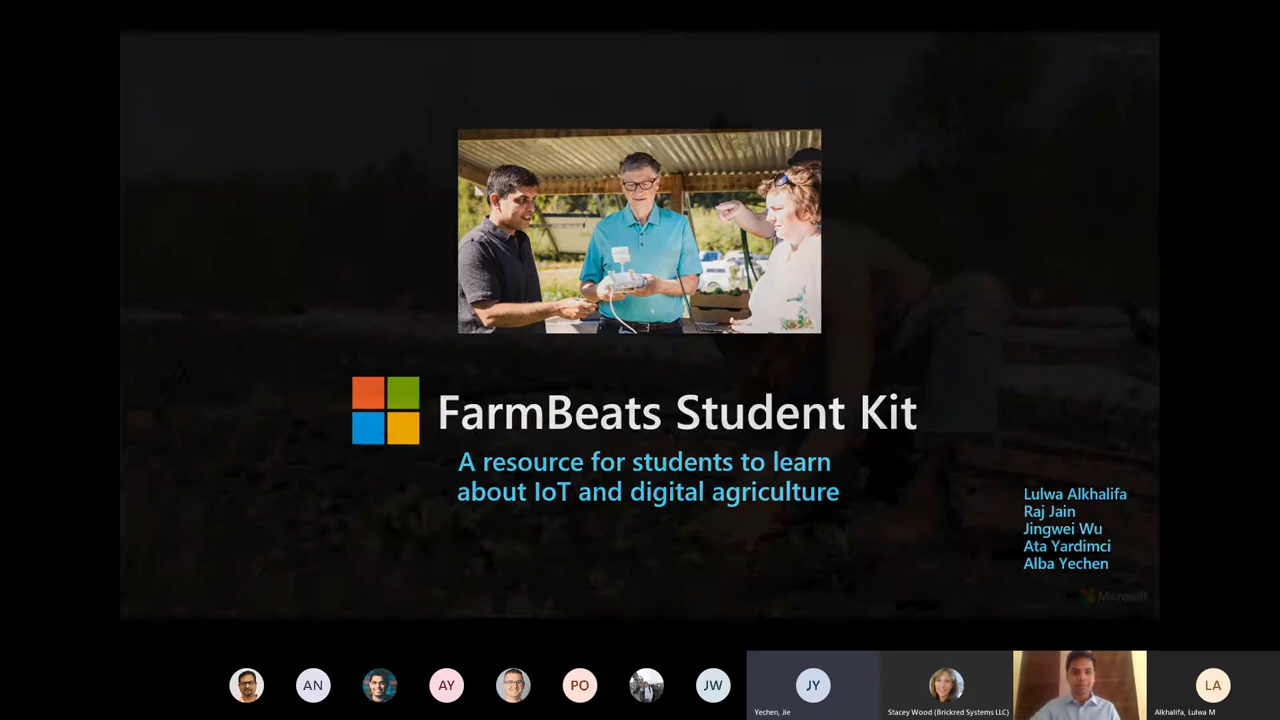 FarmBeats Student Kit
A resource for students to learn
about IoT and digital agriculture
Lulwa Alkhalifa
Raj Jain
Jingwei Wu
Ata Yardimci
Alba Yechen
Microsoft
AN
AY
PO
JW
JY
LA
Yechen, Jie
Stacey Wood (Brickred Systems LLC)
Alkhalifa, Lulwa M